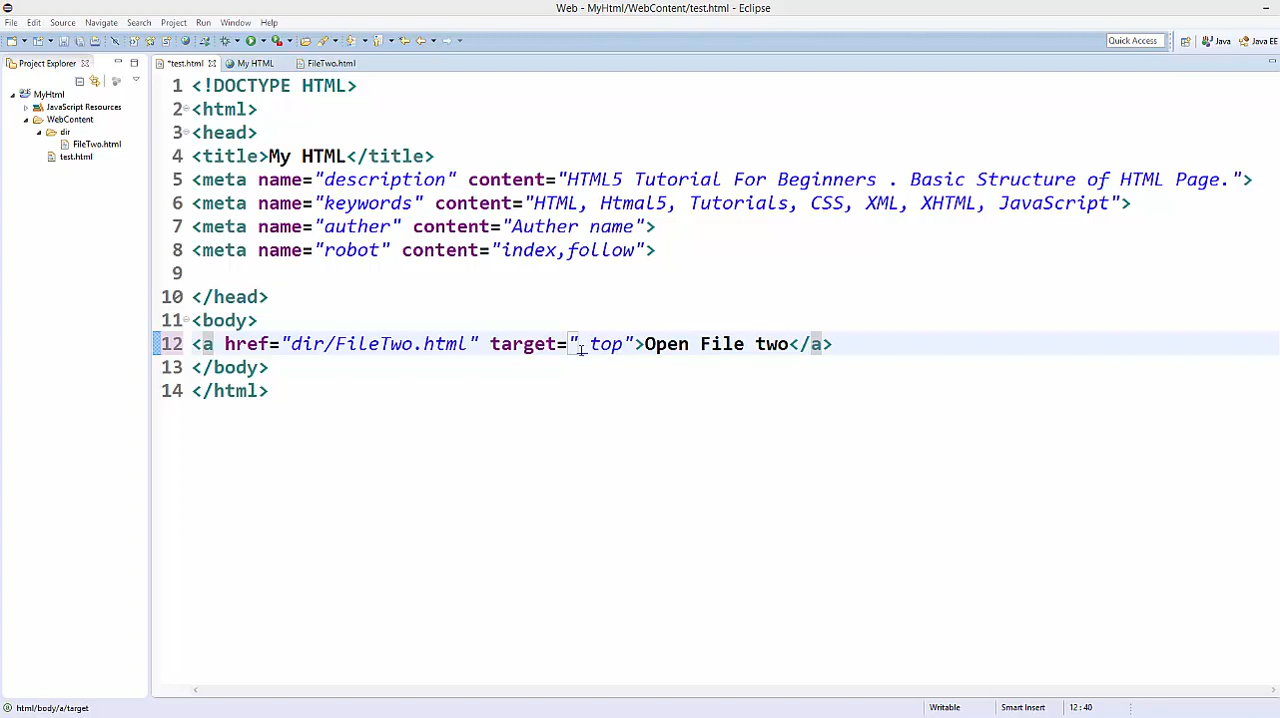 Web - MyHtml/WebContent/test.html - Eclipse
File Edit Source Navigate Search Project Run Window Help
Quick Access Java Java EE
Project Explorer
*test.html My HTML FileTwo.html
MyHtml
JavaScript Resources
WebContent
dir
FileTwo.html
test.html
1 <!DOCTYPE HTML>
2 <html>
3 <head>
4 <title>My HTML</title>
5 <meta name="description" content="HTML5 Tutorial For Beginners . Basic Structure of HTML Page.">
6 <meta name="keywords" content="HTML, Htmal5, Tutorials, CSS, XML, XHTML, JavaScript">
7 <meta name="auther" content="Auther name">
8 <meta name="robot" content="index,follow">
9
10 </head>
11 <body>
12 <a href="dir/FileTwo.html" target="_top">Open File two</a>
13 </body>
14 </html>
html/body/a/target Writable Smart Insert 12:40